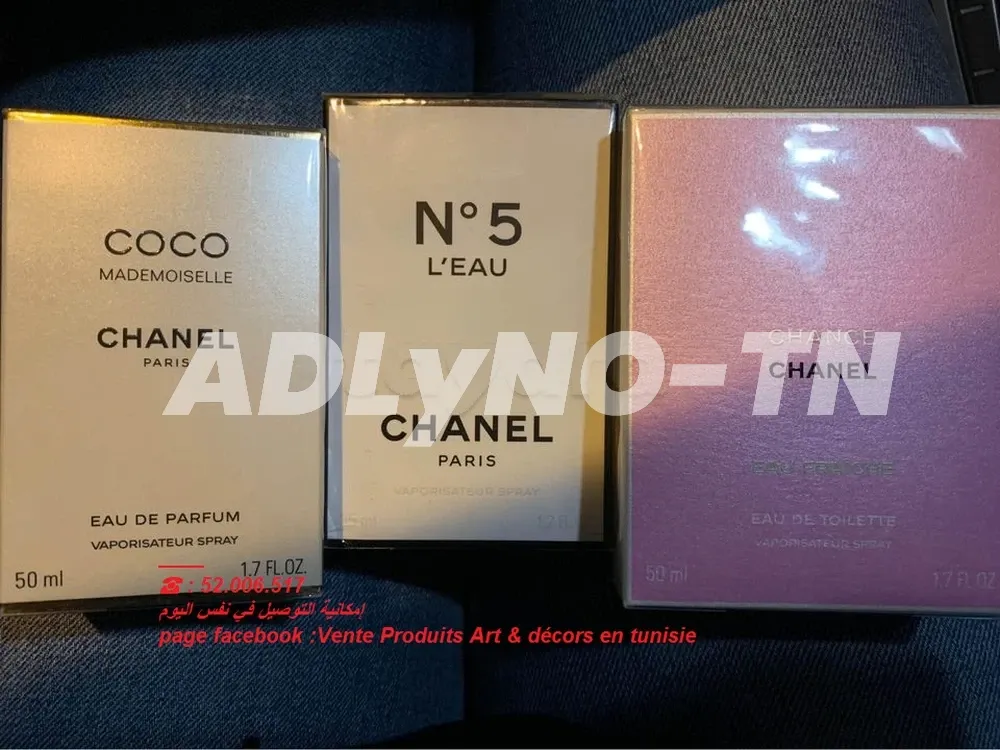 COCO
MADEMOISELLE
CHANEL
PARIS
EAU DE PARFUM
VAPORISATEUR SPRAY
50 ml
1.7 FL.OZ.
N°5
L'EAU
CHANEL
PARIS
VAPORISATEUR SPRAY
CHANCE
CHANEL
EAU TENDRE
EAU DE TOILETTE
VAPORISATEUR SPRAY
50 ml
1.7 FL.OZ.
ADLyNO-TN
☎ : 52.006.517
إمكانية التوصيل في نفس اليوم
page facebook :Vente Produits Art & décors en tunisie